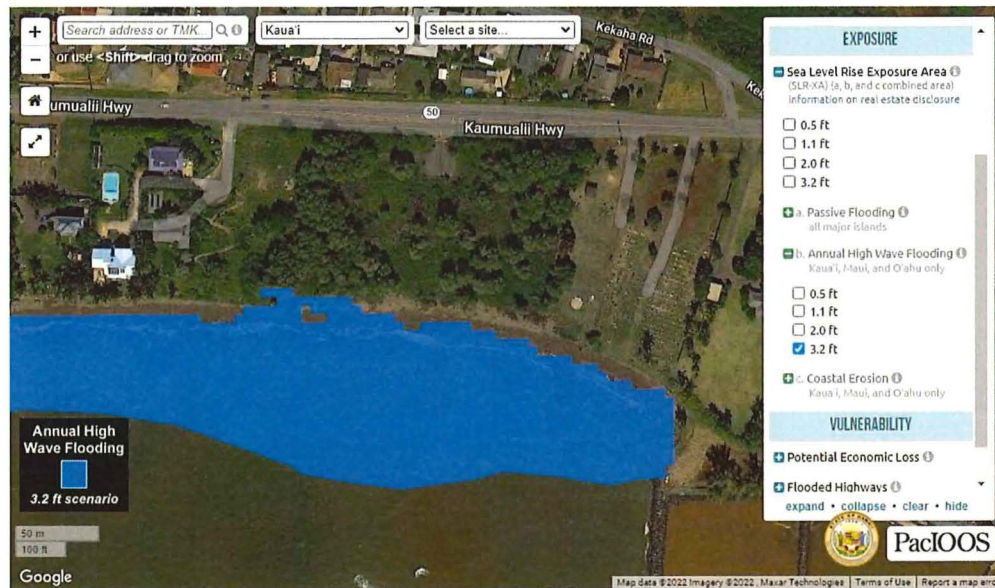 +
−
Search address or TMK...
Kaua'i
Select a site...
or use <Shift>-drag to zoom
Kekaha Rd
umualii Hwy
50
Kaumualii Hwy
EXPOSURE
Sea Level Rise Exposure Area
(SLR-XA) (a, b, and c combined area)
information on real estate disclosure
0.5 ft
1.1 ft
2.0 ft
3.2 ft
a. Passive Flooding
all major islands
b. Annual High Wave Flooding
Kaua'i, Maui, and O'ahu only
0.5 ft
1.1 ft
2.0 ft
3.2 ft
c. Coastal Erosion
Kaua'i, Maui, and O'ahu only
VULNERABILITY
Potential Economic Loss
Flooded Highways
expand • collapse • clear • hide
Annual High
Wave Flooding
3.2 ft scenario
50 m
100 ft
Google
PacIOOS
Map data ©2022 Imagery ©2022 , Maxar Technologies
Terms of Use
Report a map erro